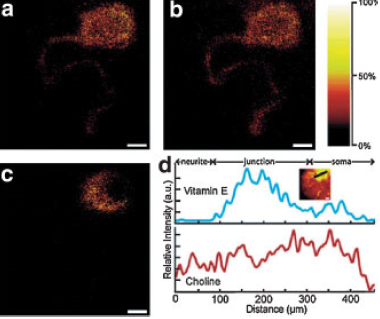 a
b
100%
50%
0%
c
d
neurite junction soma
Vitamin E
Relative Intensity (a.u.)
Choline
0 100 200 300 400
Distance (μm)